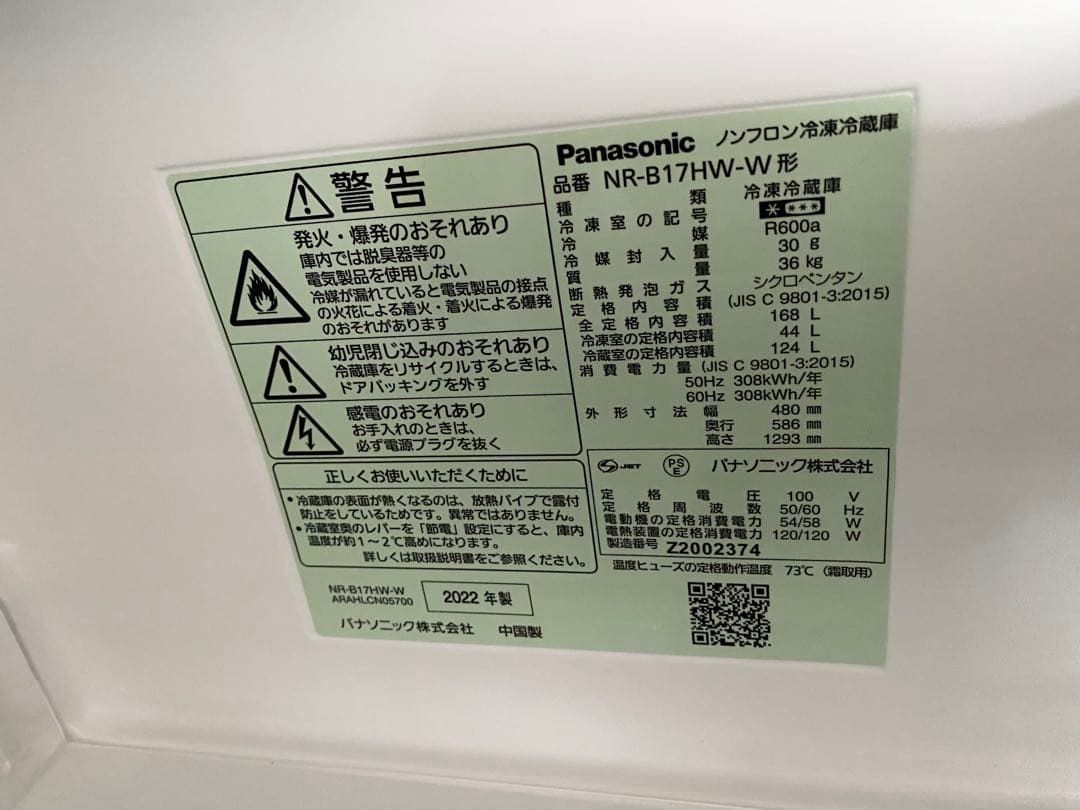 警告
発火・爆発のおそれあり
庫内では脱臭器等の
電気製品を使用しない
冷媒が漏れていると電気製品の接点
の火花による着火・着火による爆発
のおそれがあります
幼児閉じ込みのおそれあり
冷蔵庫をリサイクルするときは、
ドアパッキングを外す
感電のおそれあり
お手入れのときは、
必ず電源プラグを抜く
正しくお使いいただくために
・冷蔵庫の表面が熱くなるのは、放熱パイプで露付
防止をしているためです。異常ではありません。
・冷蔵室奥のレバーを「節電」設定にすると、庫内
温度が約1～2℃高めになります。
詳しくは取扱説明書をご参照ください。
NR-B17HW-W
ARAHLCN05700
2022 年製
パナソニック株式会社 中国製
Panasonic ノンフロン冷凍冷蔵庫
品番 NR-B17HW-W 形
種類 冷凍冷蔵庫
冷凍室の記号 * ***
冷媒 R600a
冷媒封入量 30 g
質量 36 kg
断熱発泡ガス シクロペンタン
定格内容積 (JIS C 9801-3:2015)
全定格内容積 168 L
冷凍室の定格内容積 44 L
冷蔵室の定格内容積 124 L
消費電力量 (JIS C 9801-3:2015)
50Hz 308kWh/年
60Hz 308kWh/年
外形寸法 幅 480 mm
奥行 586 mm
高さ 1293 mm
JET PS E パナソニック株式会社
定格電圧 100 V
定格周波数 50/60 Hz
電動機の定格消費電力 54/58 W
電熱装置の定格消費電力 120/120 W
製造番号 Z2002374
温度ヒューズの定格動作温度 73℃ (霜取用)